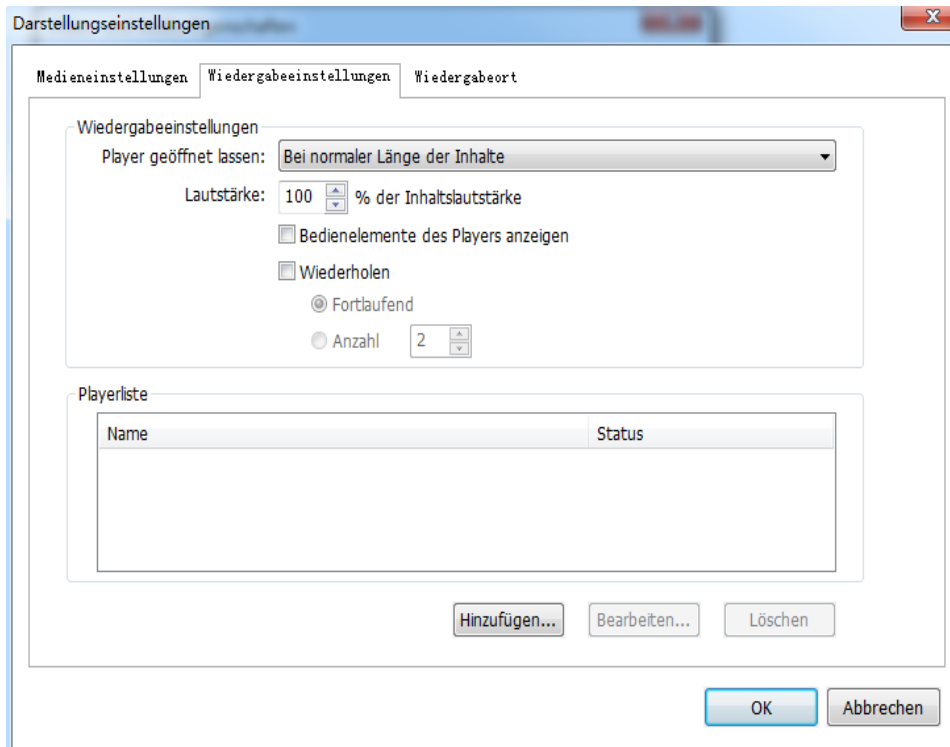 Darstellungseinstellungen
Medieneinstellungen Wiedergabeeinstellungen Wiedergabeort
Wiedergabeeinstellungen
Player geöffnet lassen: Bei normaler Länge der Inhalte
Lautstärke: 100 % der Inhaltslautstärke
Bedienelemente des Players anzeigen
Wiederholen
Fortlaufend
Anzahl 2
Playerliste
Name Status
Hinzufügen... Bearbeiten... Löschen
OK Abbrechen